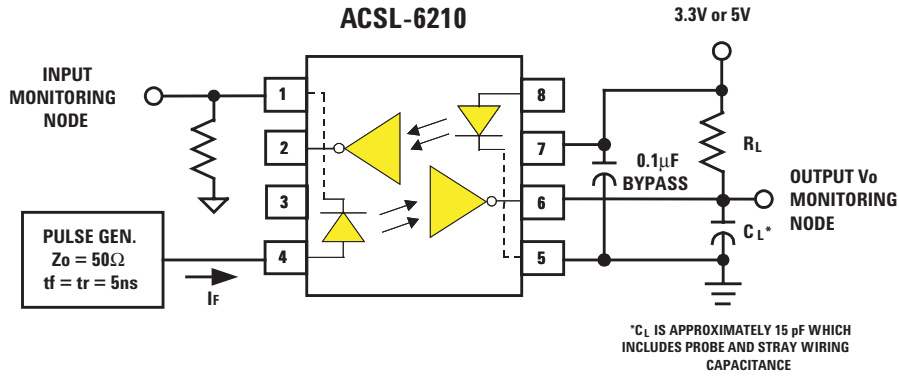 ACSL-6210
3.3V or 5V
INPUT
MONITORING
NODE
1
2
3
4
8
7
6
5
0.1µF
BYPASS
RL
OUTPUT Vo
MONITORING
NODE
CL*
PULSE GEN.
Zo = 50Ω
tf = tr = 5ns
IF
*CL IS APPROXIMATELY 15 pF WHICH
INCLUDES PROBE AND STRAY WIRING
CAPACITANCE